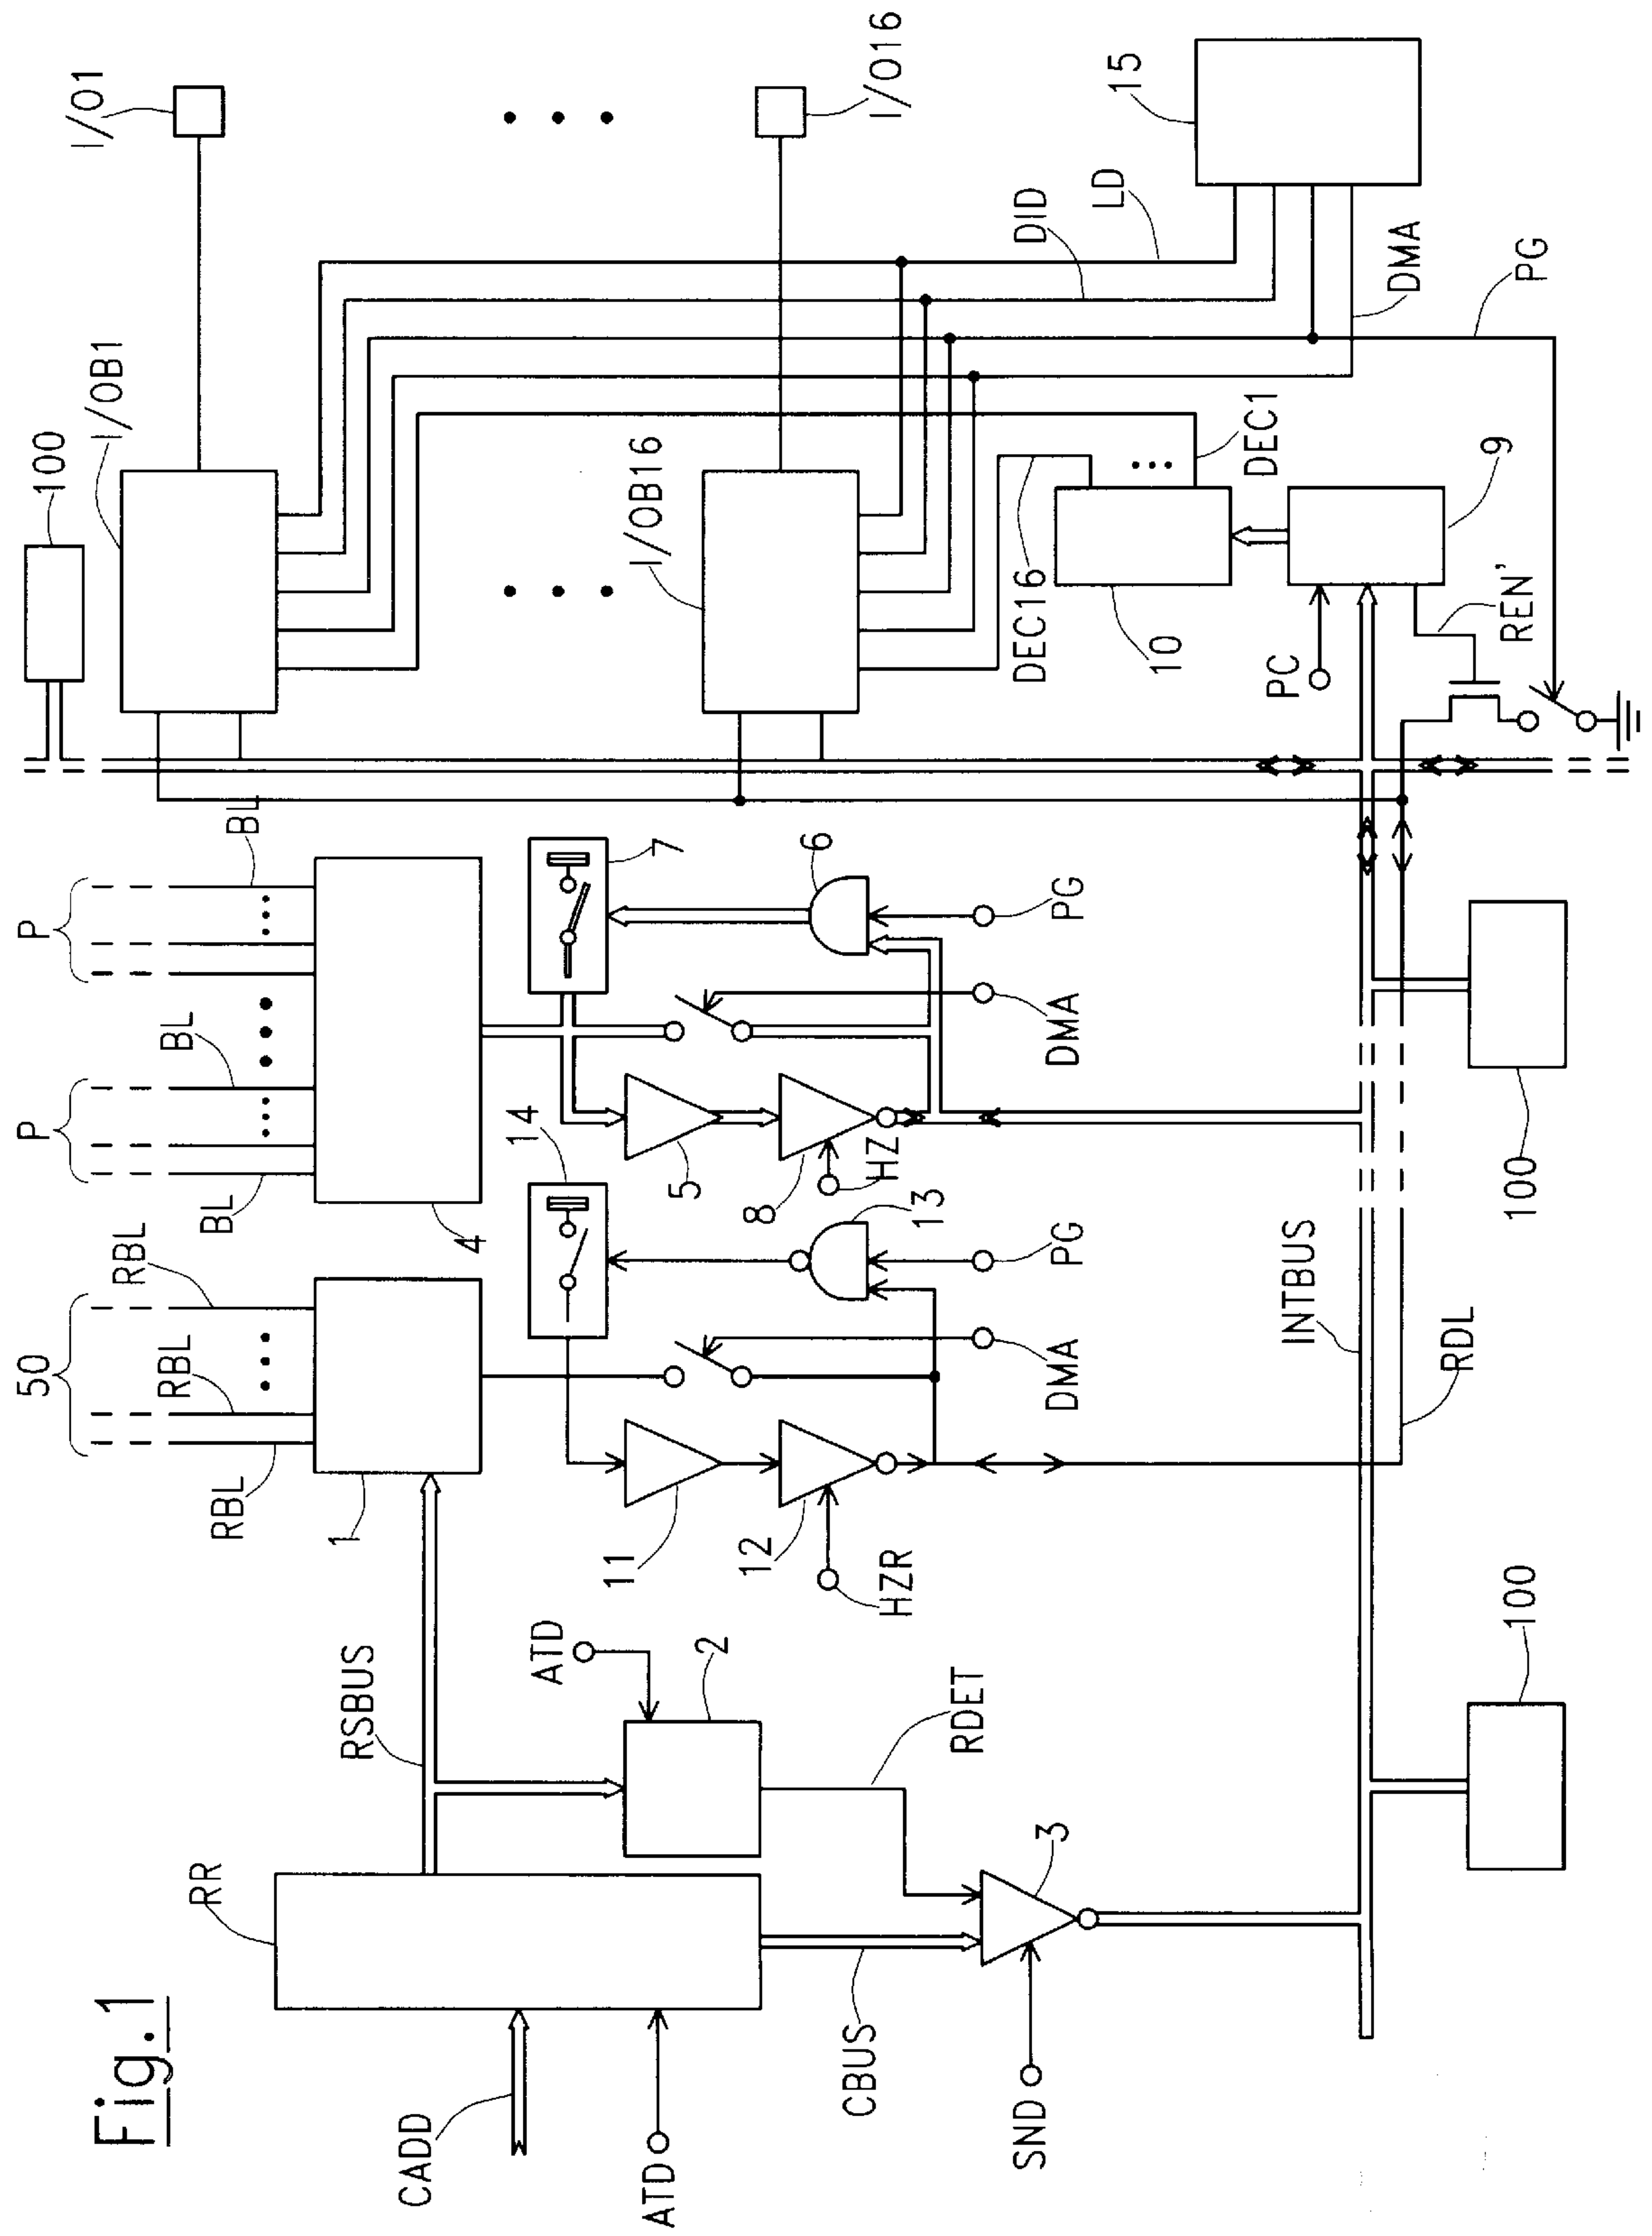 Fig.1
CADD
ATD
RR
RSBUS
CBUS
SND
ATD
2
RDET
3
100
50
RBL
RBL
RBL
1
11
12
HZR
14
13
PG
DMA
INTBUS
RDL
P
P
BL
BL
BL
4
5
8
HZ
7
6
PG
DMA
100
100
I/OB1
I/O1
I/OB16
I/O16
DEC16
DEC1
10
9
PC
REN'
DID
LD
DMA
PG
15